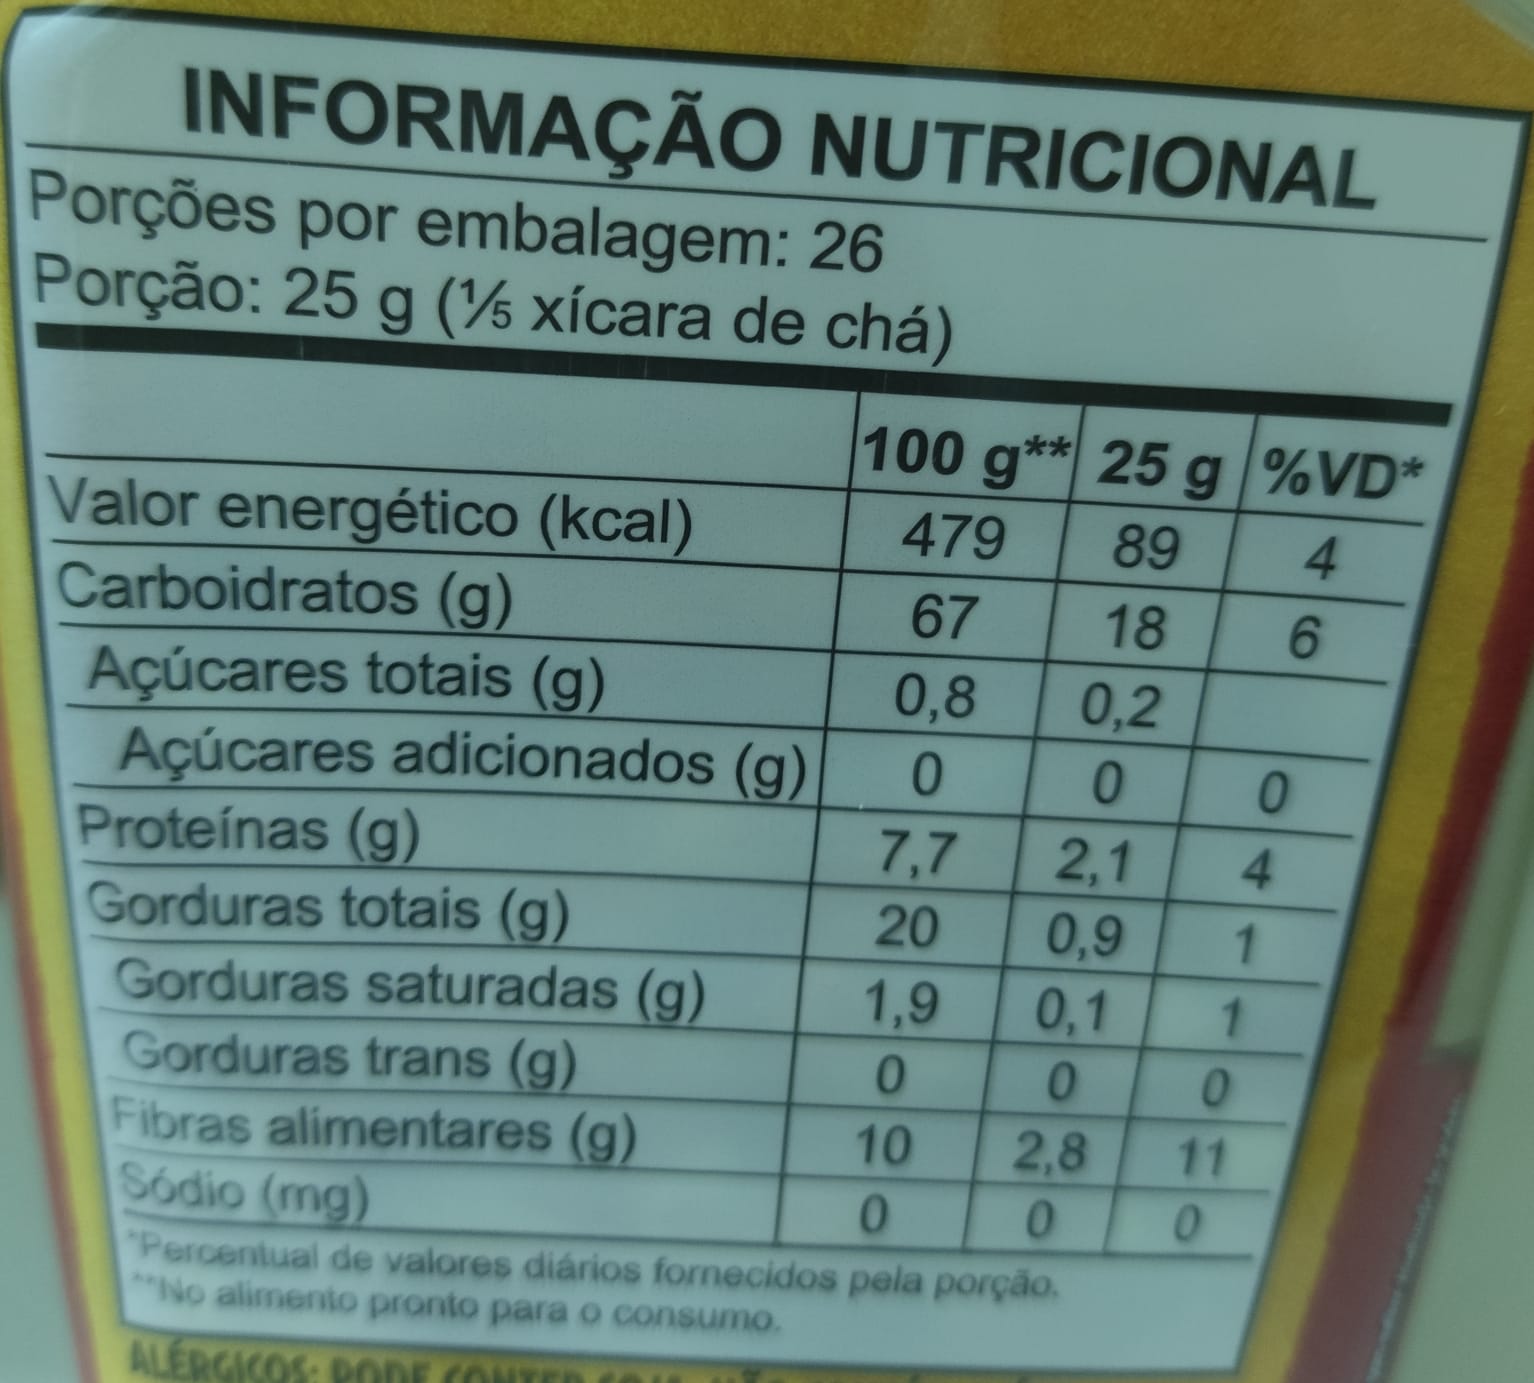 INFORMAÇÃO NUTRICIONAL
Porções por embalagem: 26
Porção: 25 g (⅕ xícara de chá)
100 g** 25 g %VD*
Valor energético (kcal) 479 89 4
Carboidratos (g) 67 18 6
Açúcares totais (g) 0,8 0,2
Açúcares adicionados (g) 0 0 0
Proteínas (g) 7,7 2,1 4
Gorduras totais (g) 20 0,9 1
Gorduras saturadas (g) 1,9 0,1 1
Gorduras trans (g) 0 0 0
Fibras alimentares (g) 10 2,8 11
Sódio (mg) 0 0 0
*Percentual de valores diários fornecidos pela porção.
**No alimento pronto para o consumo.
ALÉRGICOS: PODE CONTER